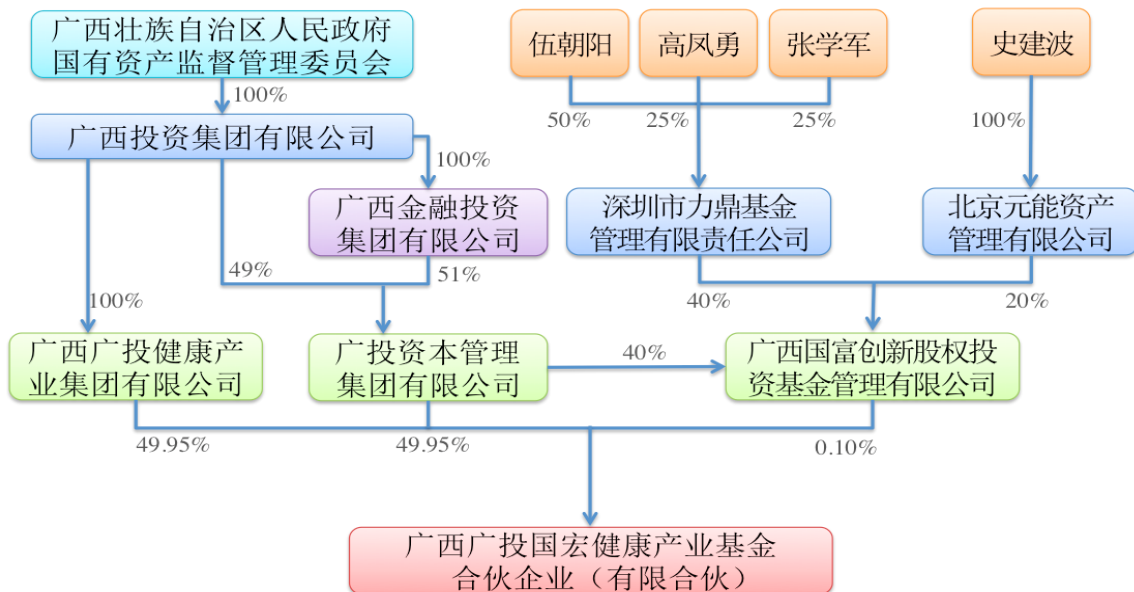 广西壮族自治区人民政府
国有资产监督管理委员会
伍朝阳
高凤勇
张学军
史建波
100%
50%
25%
25%
100%
广西投资集团有限公司
100%
广西金融投资
集团有限公司
深圳市力鼎基金
管理有限责任公司
北京元能资产
管理有限公司
49%
51%
100%
40%
20%
广西广投健康产
业集团有限公司
广投资本管理
集团有限公司
40%
广西国富创新股权投
资基金管理有限公司
49.95%
49.95%
0.10%
广西广投国宏健康产业基金
合伙企业（有限合伙）